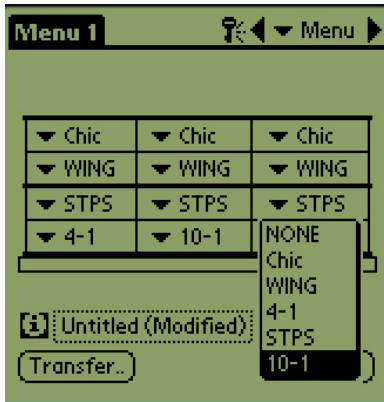 Menu 1 Menu
Chic Chic Chic
WING WING WING
STPS STPS STPS
4-1 10-1 NONE
Chic
WING
4-1
STPS
10-1
i Untitled (Modified)
Transfer..